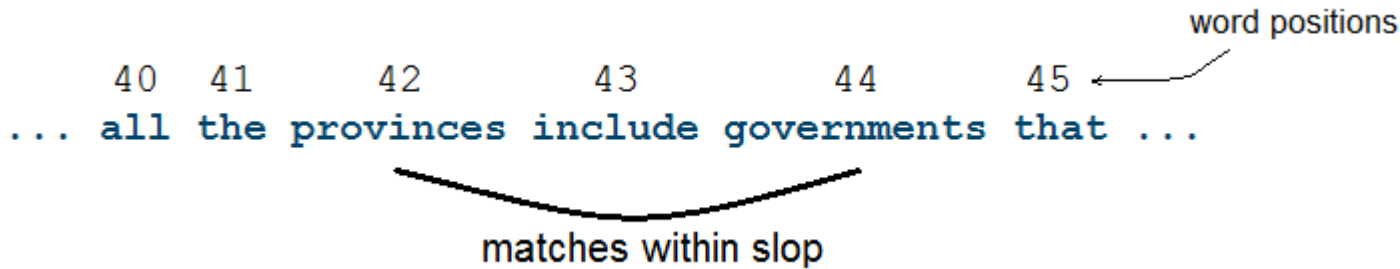 word positions
40 41 42 43 44 45
... all the provinces include governments that ...
matches within slop